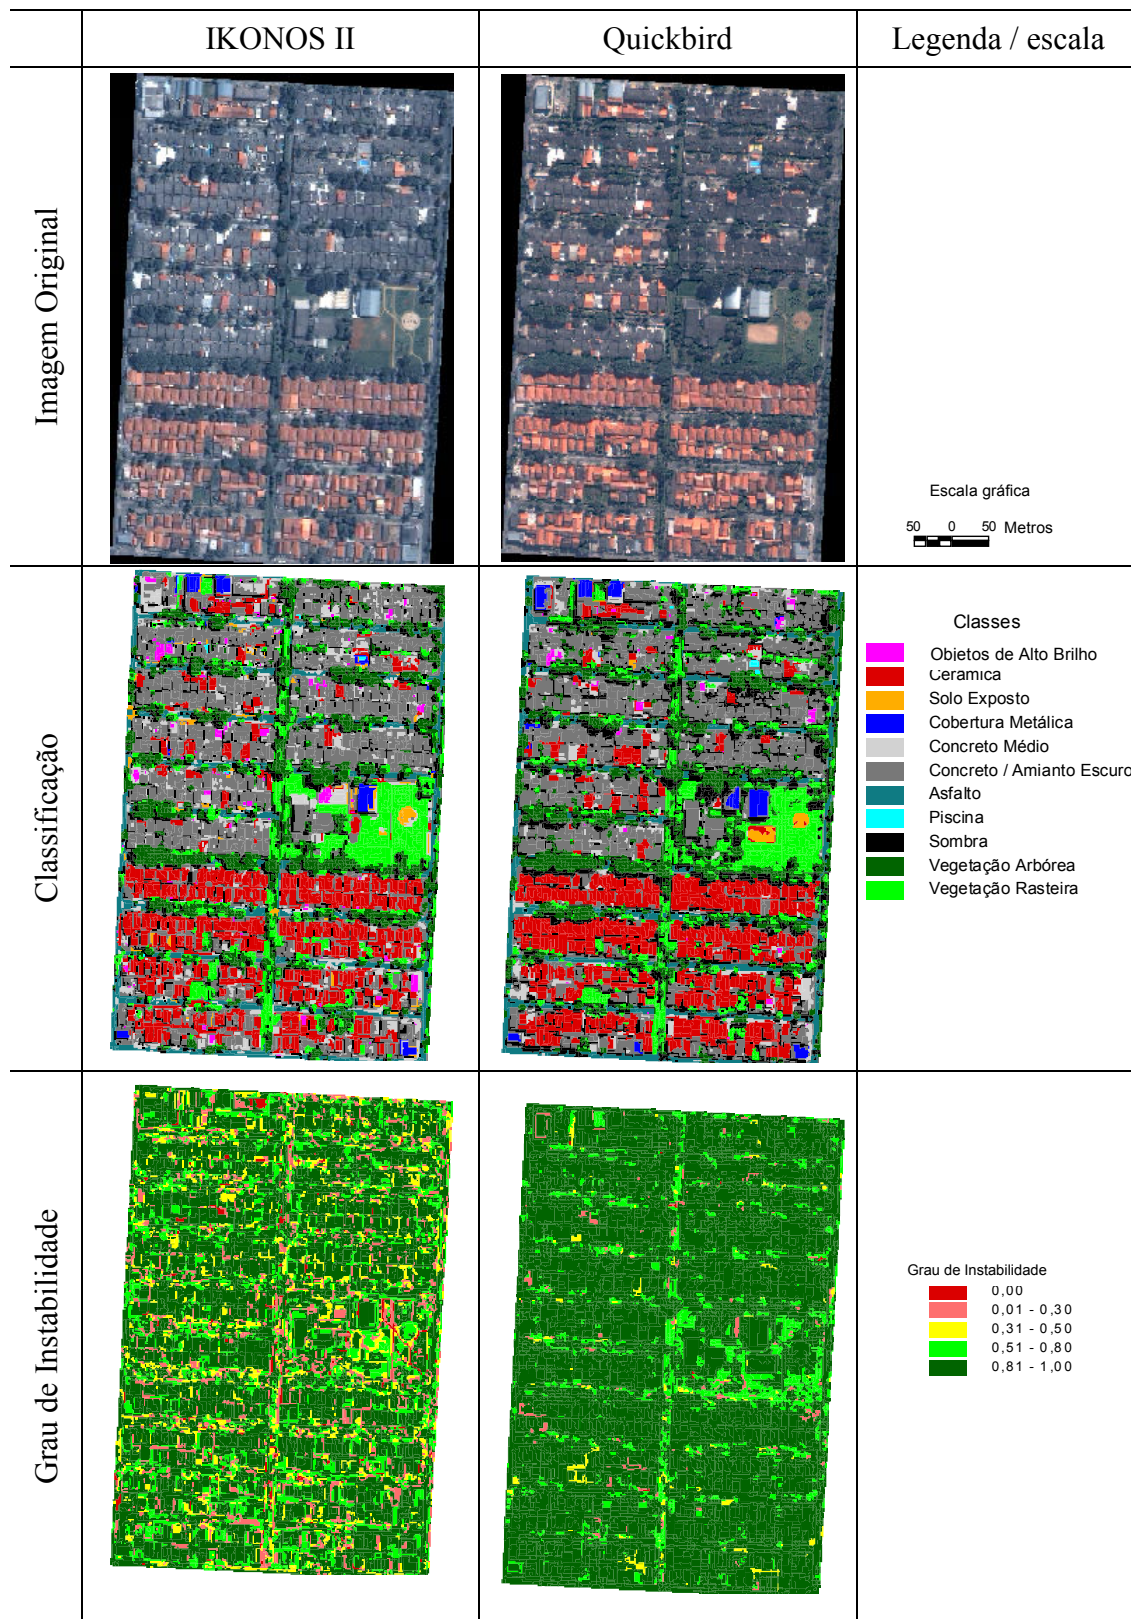 IKONOS II
Quickbird
Legenda / escala
Imagem Original
Escala gráfica
50 0 50 Metros
Classificação
Classes
Objetos de Alto Brilho
Ceramica
Solo Exposto
Cobertura Metálica
Concreto Médio
Concreto / Amianto Escuro
Asfalto
Piscina
Sombra
Vegetação Arbórea
Vegetação Rasteira
Grau de Instabilidade
Grau de Instabilidade
0,00
0,01 - 0,30
0,31 - 0,50
0,51 - 0,80
0,81 - 1,00